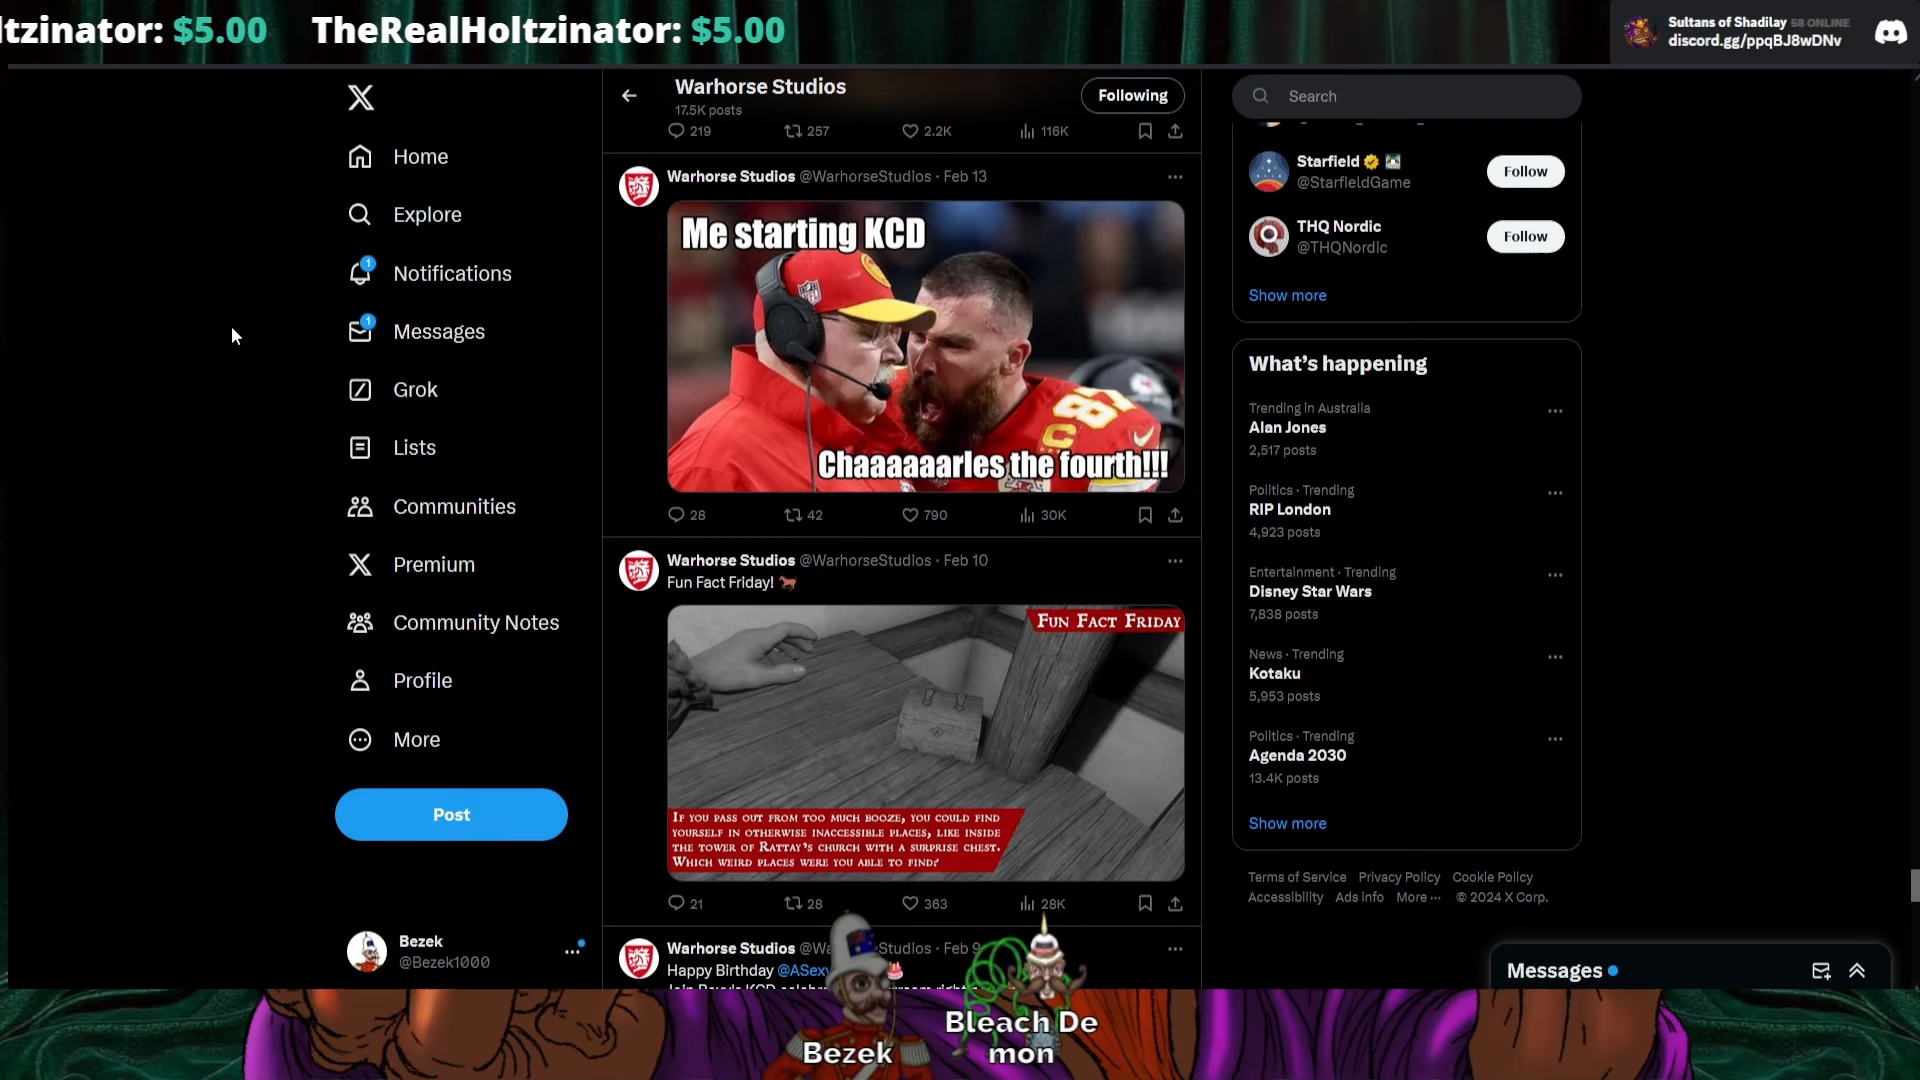 tzinator: $5.00 TheRealHoltzinator: $5.00
Sultans of Shadilay 58 ONLINE
discord.gg/ppqBJ8wDNv
Home
Explore
1
Notifications
1
Messages
Grok
Lists
Communities
Premium
Community Notes
Profile
More
Post
Bezek
@Bezek1000
Warhorse Studios
17.5K posts
Following
219 257 2.2K 116K
Warhorse Studios @WarhorseStudios · Feb 13
Me starting KCD
NFL
87
C
Chaaaaaarles the fourth!!!
28 42 790 30K
Warhorse Studios @WarhorseStudios · Feb 10
Fun Fact Friday!
FUN FACT FRIDAY
IF YOU PASS OUT FROM TOO MUCH BOOZE, YOU COULD FIND
YOURSELF IN OTHERWISE INACCESSIBLE PLACES, LIKE INSIDE
THE TOWER OF RATTAY'S CHURCH WITH A SURPRISE CHEST.
WHICH WEIRD PLACES WERE YOU ABLE TO FIND?
21 28 363 28K
Warhorse Studios @Wa Studios · Feb 9
Happy Birthday @ASexy
Search
Starfield
@StarfieldGame
Follow
THQ Nordic
@THQNordic
Follow
Show more
What's happening
Trending in Australia
Alan Jones
2,517 posts
Politics · Trending
RIP London
4,923 posts
Entertainment · Trending
Disney Star Wars
7,838 posts
News · Trending
Kotaku
5,953 posts
Politics · Trending
Agenda 2030
13.4K posts
Show more
Terms of Service Privacy Policy Cookie Policy
Accessibility Ads info More ··· © 2024 X Corp.
Messages
Bezek
Bleach De
mon